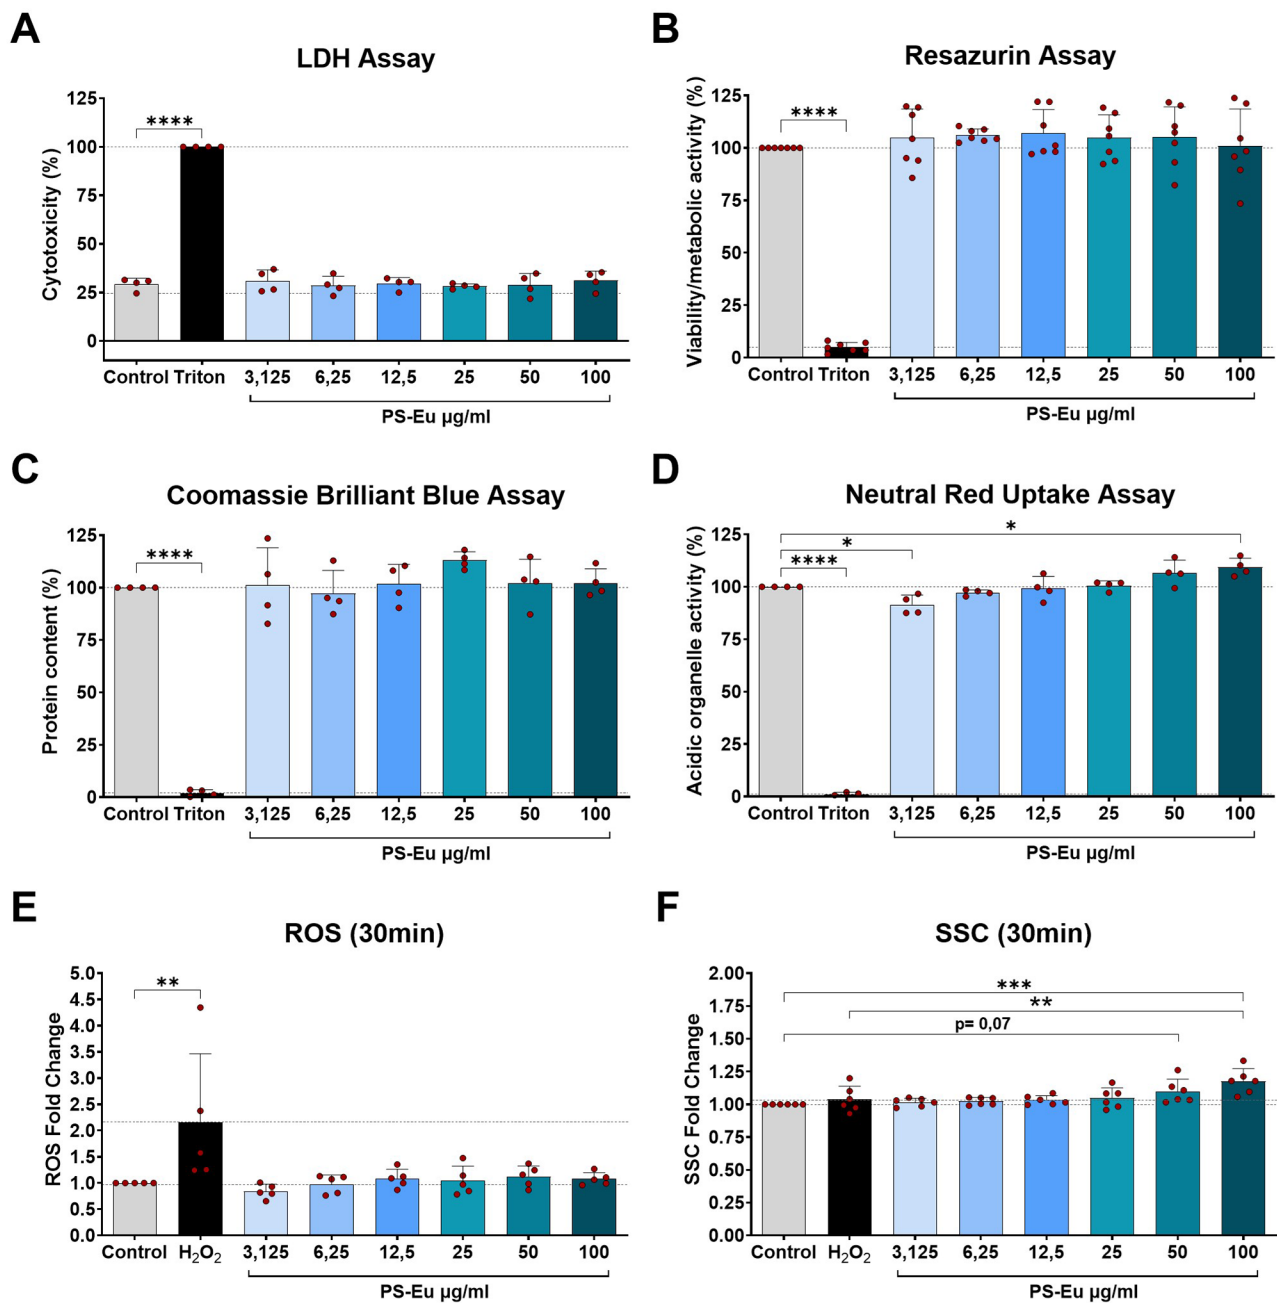 A
LDH Assay
Cytotoxicity (%)
125
100
75
50
25
0
****
Control Triton 3,125 6,25 12,5 25 50 100
PS-Eu µg/ml
B
Resazurin Assay
Viability/metabolic activity (%)
125
100
75
50
25
0
****
Control Triton 3,125 6,25 12,5 25 50 100
PS-Eu µg/ml
C
Coomassie Brilliant Blue Assay
Protein content (%)
125
100
75
50
25
0
****
Control Triton 3,125 6,25 12,5 25 50 100
PS-Eu µg/ml
D
Neutral Red Uptake Assay
Acidic organelle activity (%)
125
100
75
50
25
0
*
*
****
Control Triton 3,125 6,25 12,5 25 50 100
PS-Eu µg/ml
E
ROS (30min)
ROS Fold Change
5.0
4.5
4.0
3.5
3.0
2.5
2.0
1.5
1.0
0.5
0.0
**
Control H₂O₂ 3,125 6,25 12,5 25 50 100
PS-Eu µg/ml
F
SSC (30min)
SSC Fold Change
2.00
1.75
1.50
1.25
1.00
0.75
0.50
0.25
0.00
***
**
p= 0,07
Control H₂O₂ 3,125 6,25 12,5 25 50 100
PS-Eu µg/ml